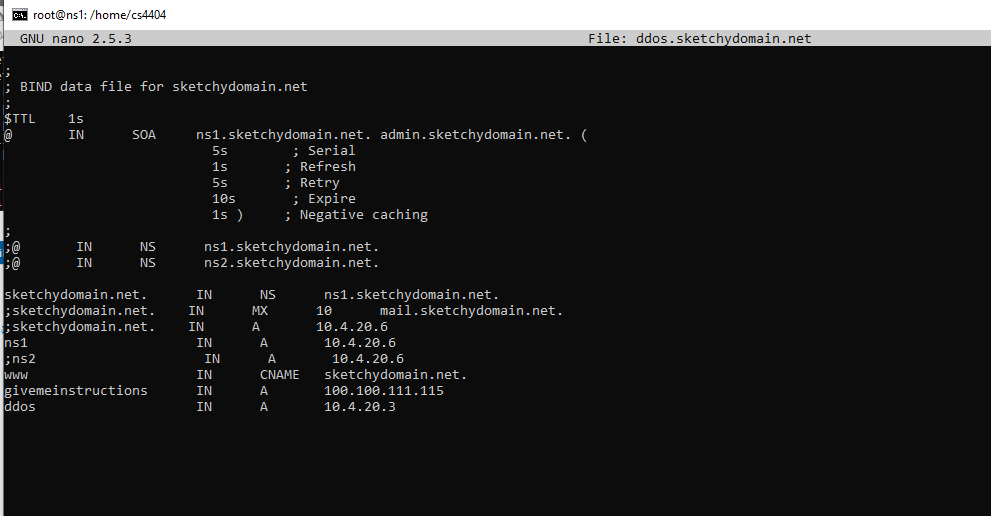 root@ns1: /home/cs4404
GNU nano 2.5.3 File: ddos.sketchydomain.net
;
; BIND data file for sketchydomain.net
;
$TTL 1s
@ IN SOA ns1.sketchydomain.net. admin.sketchydomain.net. (
5s ; Serial
1s ; Refresh
5s ; Retry
10s ; Expire
1s ) ; Negative caching
;
;@ IN NS ns1.sketchydomain.net.
;@ IN NS ns2.sketchydomain.net.
sketchydomain.net. IN NS ns1.sketchydomain.net.
;sketchydomain.net. IN MX 10 mail.sketchydomain.net.
;sketchydomain.net. IN A 10.4.20.6
ns1 IN A 10.4.20.6
;ns2 IN A 10.4.20.6
www IN CNAME sketchydomain.net.
givemeinstructions IN A 100.100.111.115
ddos IN A 10.4.20.3